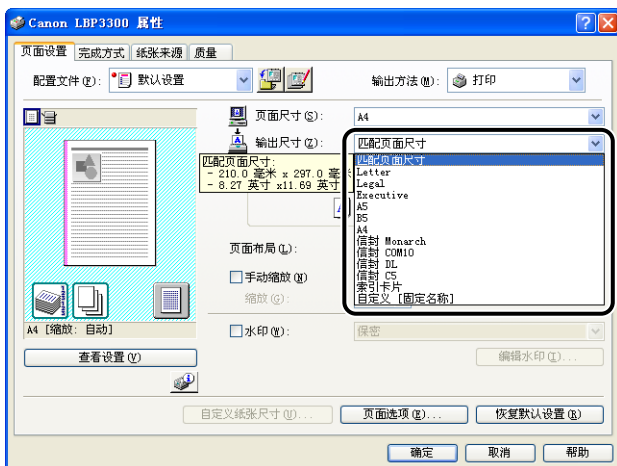 Canon LBP3300 属性
页面设置 完成方式 纸张来源 质量
配置文件(F): 默认设置 输出方法(M): 打印
页面尺寸(S): A4
输出尺寸(Z): 匹配页面尺寸
匹配页面尺寸:
- 210.0 毫米 x 297.0 毫
- 8.27 英寸 x11.69 英寸
匹配页面尺寸
Letter
Legal
Executive
A5
B5
A4
信封 Monarch
信封 COM10
信封 DL
信封 C5
索引卡片
自定义 [固定名称]
页面布局(L):
手动缩放(N)
缩放(G):
A4 [缩放: 自动]
水印(W): 保密
查看设置(V) 编辑水印(I)...
自定义纸张尺寸(U)... 页面选项(E)... 恢复默认设置(R)
确定 取消 帮助